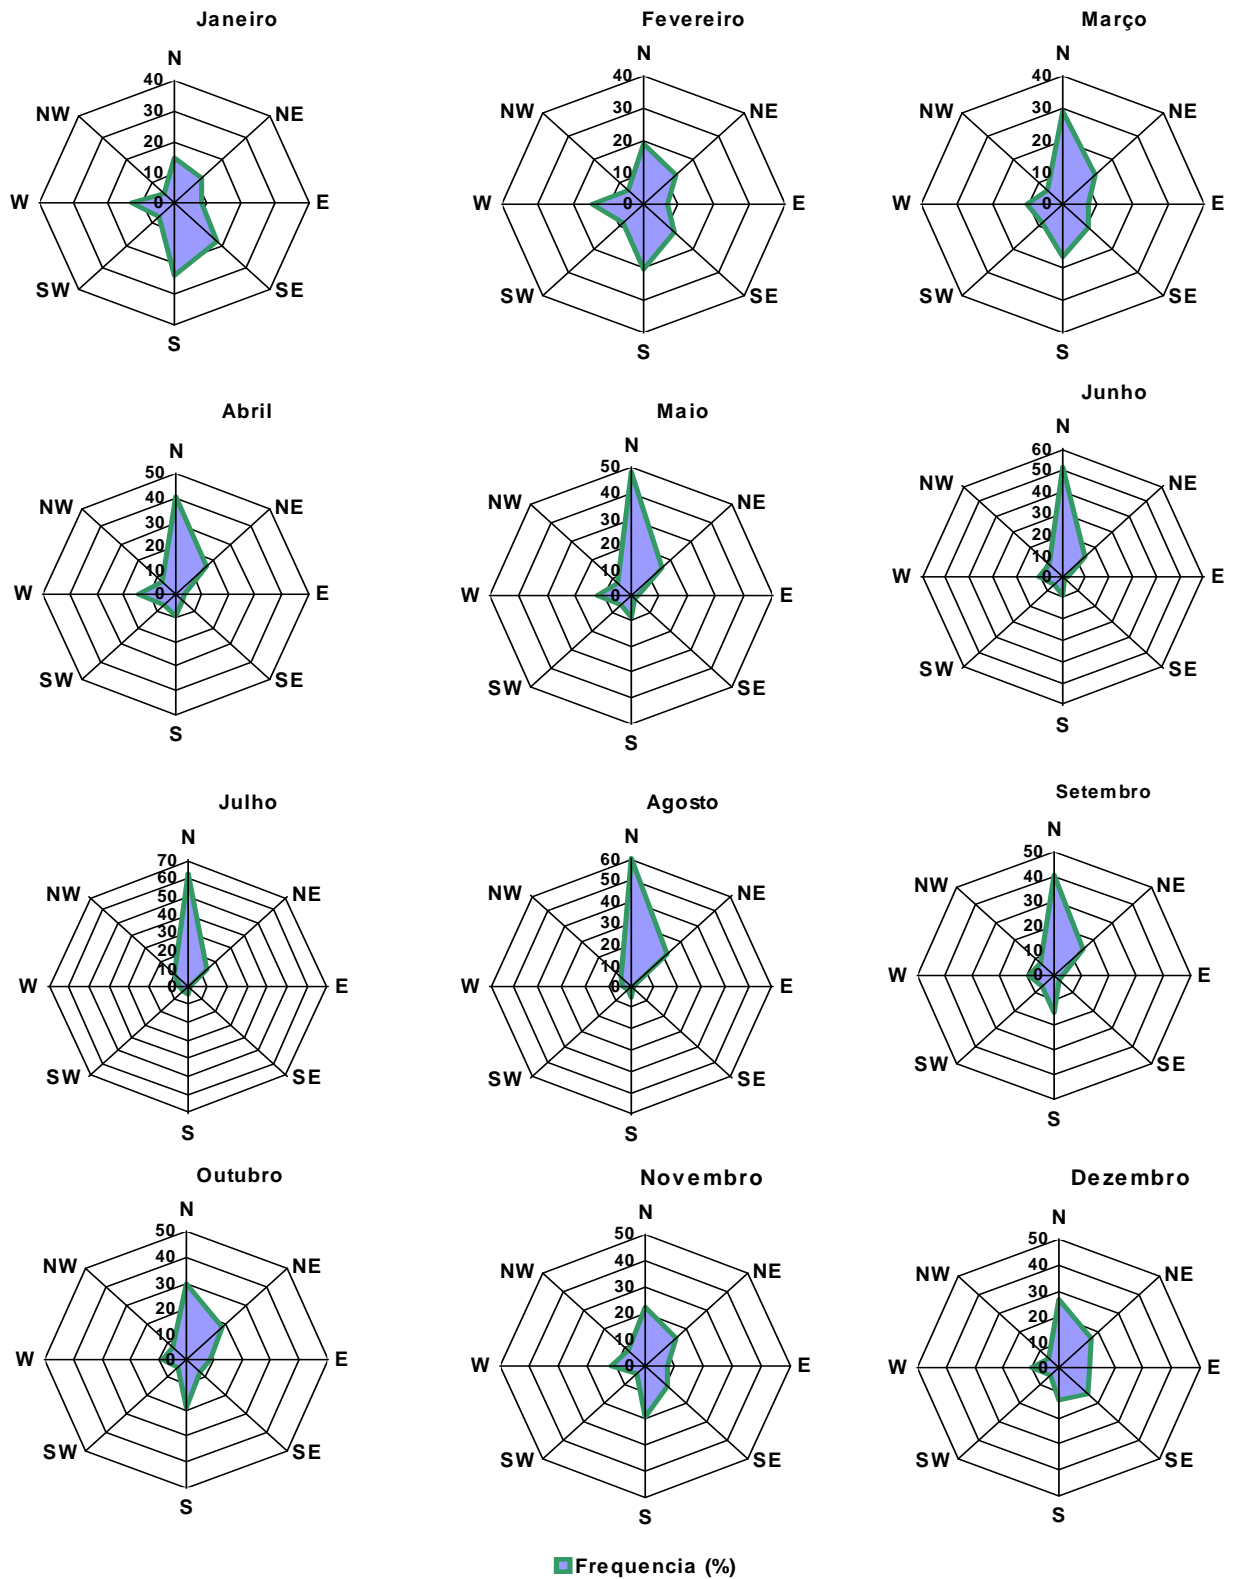 Janeiro
N
40
NW
30
NE
20
10
W
0
E
SW
SE
S
Fevereiro
N
40
NW
30
NE
20
10
W
0
E
SW
SE
S
Março
N
40
NW
30
NE
20
10
W
0
E
SW
SE
S
Abril
N
50
NW
40
NE
30
20
10
W
0
E
SW
SE
S
Maio
N
50
NW
40
NE
30
20
10
W
0
E
SW
SE
S
Junho
N
60
50
NW
40
NE
30
20
10
W
0
E
SW
SE
S
Julho
N
70
60
NW
50
NE
40
30
20
10
W
0
E
SW
SE
S
Agosto
N
60
50
NW
40
NE
30
20
10
W
0
E
SW
SE
S
Setembro
N
50
NW
40
NE
30
20
10
W
0
E
SW
SE
S
Outubro
N
50
NW
40
NE
30
20
10
W
0
E
SW
SE
S
Novembro
N
50
NW
40
NE
30
20
10
W
0
E
SW
SE
S
Dezembro
N
50
NW
40
NE
30
20
10
W
0
E
SW
SE
S
Frequencia (%)